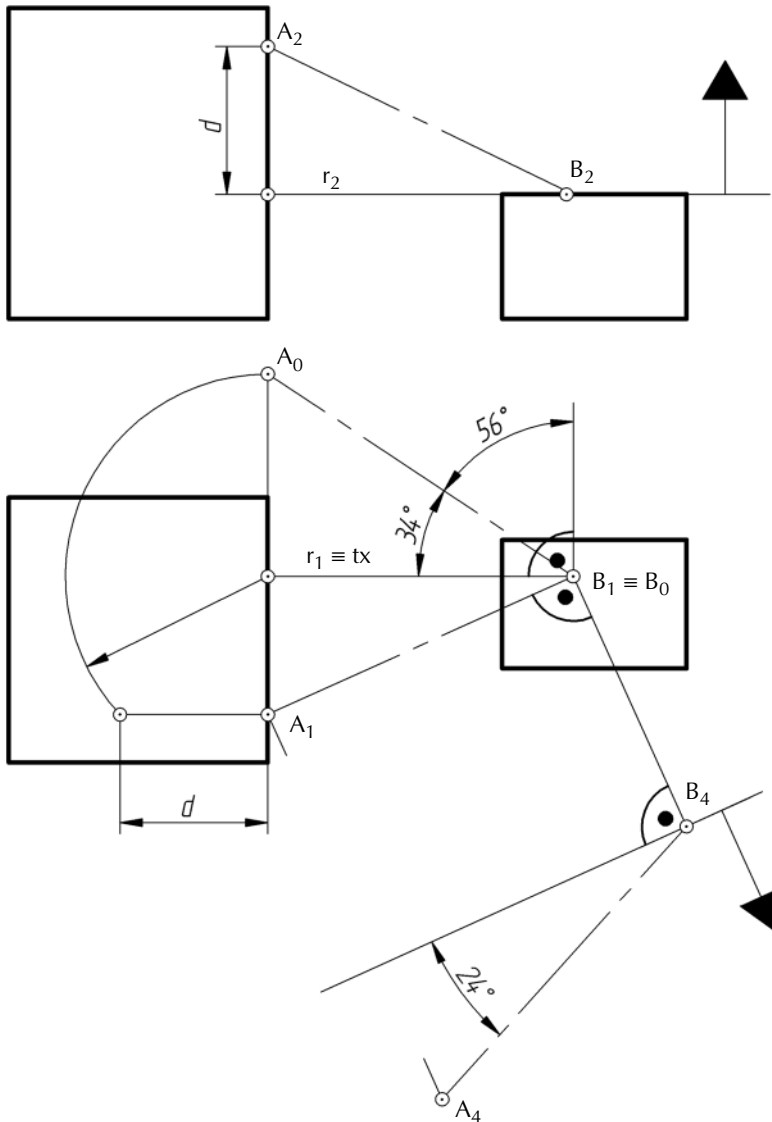 A₂
d
r₂
B₂
A₀
56°
34°
r₁ ≡ tx
B₁ ≡ B₀
A₁
d
B₄
24°
A₄